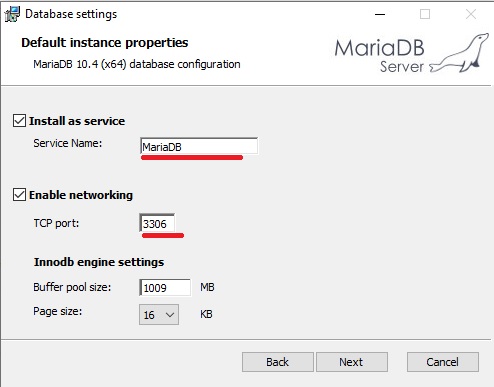 Database settings
Default instance properties
MariaDB 10.4 (x64) database configuration
MariaDB
Server
Install as service
Service Name: MariaDB
Enable networking
TCP port: 3306
Innodb engine settings
Buffer pool size: 1009 MB
Page size: 16 KB
Back Next Cancel